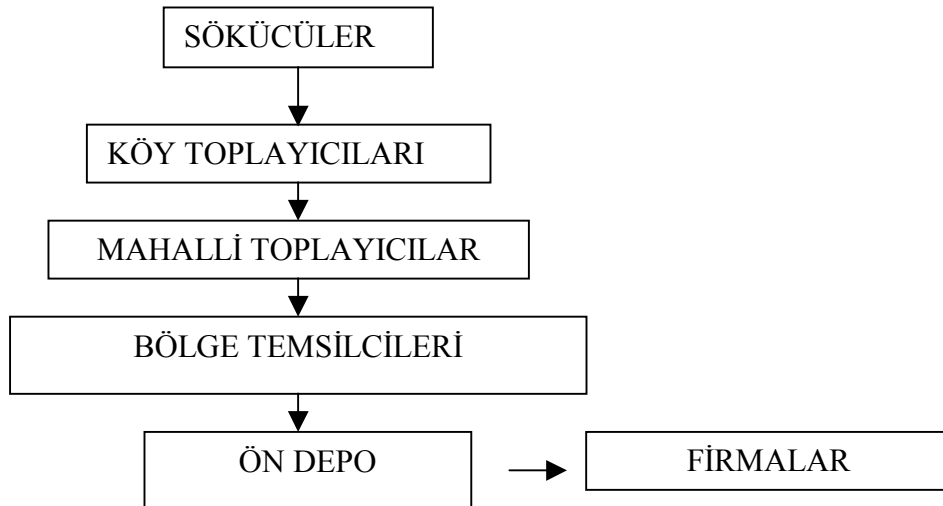 SÖKÜCÜLER
KÖY TOPLAYICILARI
MAHALLİ TOPLAYICILAR
BÖLGE TEMSİLCİLERİ
ÖN DEPO
FİRMALAR